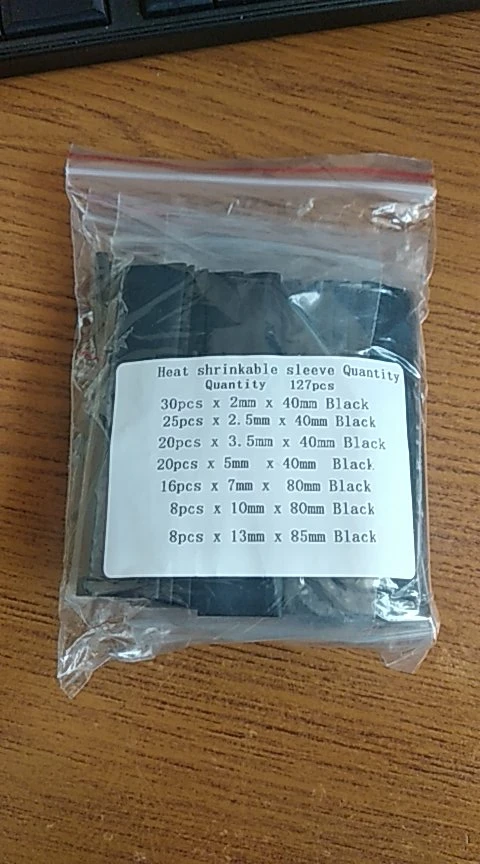 Heat shrinkable sleeve Quantity
Quantity 127pcs
30pcs x 2mm x 40mm Black
25pcs x 2.5mm x 40mm Black
20pcs x 3.5mm x 40mm Black
20pcs x 5mm x 40mm Black.
16pcs x 7mm x 80mm Black
8pcs x 10mm x 80mm Black
8pcs x 13mm x 85mm Black